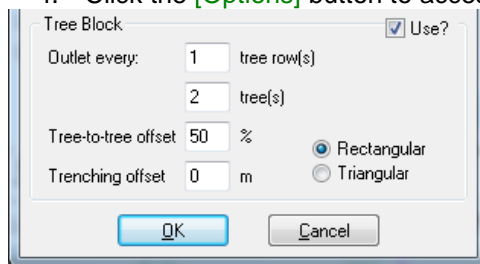 Click the [Options] button to acces
Tree Block
Use?
Outlet every: 1 tree row(s)
2 tree(s)
Tree-to-tree offset 50 %
Rectangular
Trenching offset 0 m
Triangular
OK Cancel